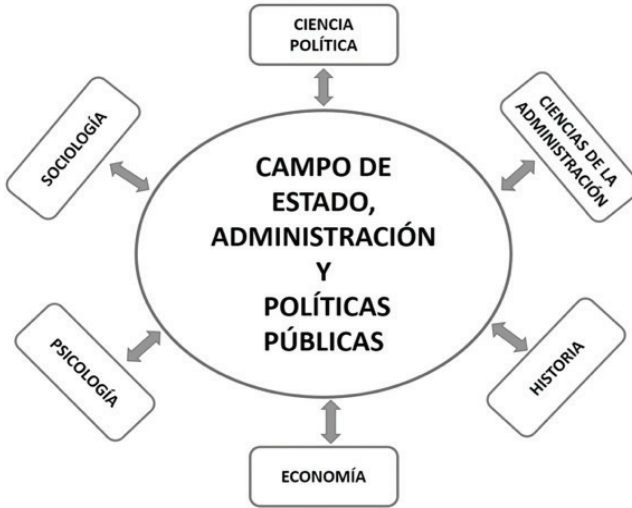 CIENCIA
POLÍTICA
SOCIOLOGÍA
CIENCIAS DE LA
ADMINISTRACIÓN
CAMPO DE
ESTADO,
ADMINISTRACIÓN
Y
POLÍTICAS
PÚBLICAS
PSICOLOGÍA
HISTORIA
ECONOMÍA